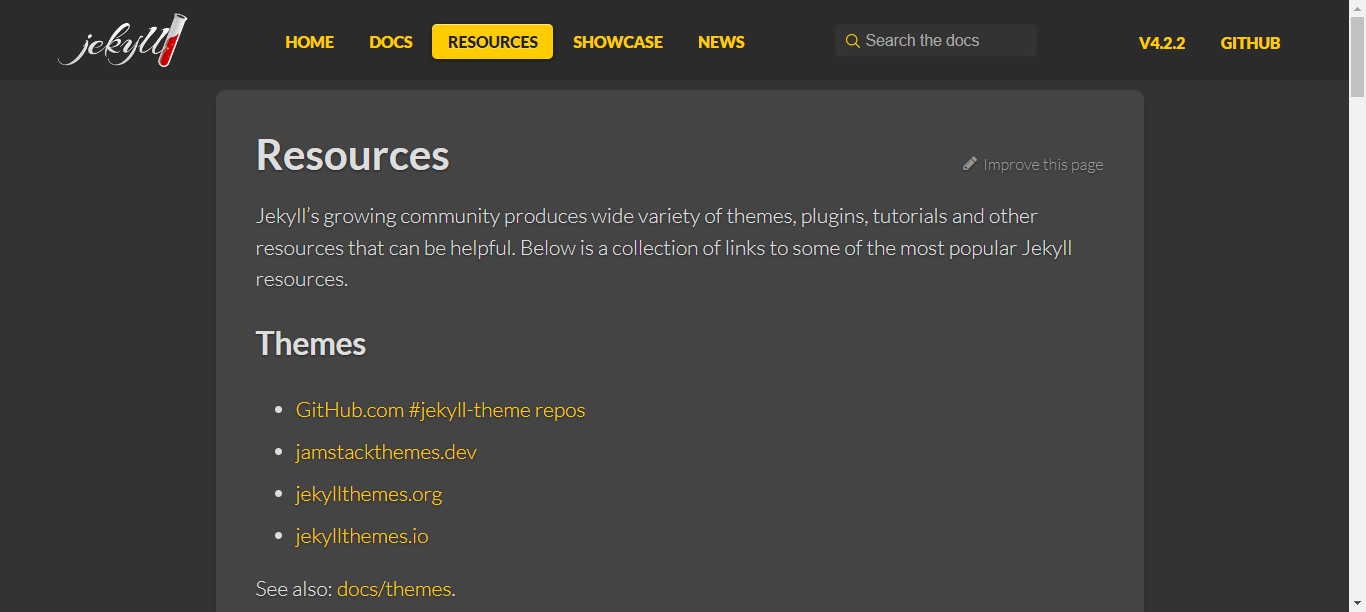 jekyll
HOME
DOCS
RESOURCES
SHOWCASE
NEWS
Search the docs
V4.2.2
GITHUB
Resources
Improve this page
Jekyll’s growing community produces wide variety of themes, plugins, tutorials and other
resources that can be helpful. Below is a collection of links to some of the most popular Jekyll
resources.
Themes
• GitHub.com #jekyll-theme repos
• jamstackthemes.dev
• jekyllthemes.org
• jekyllthemes.io
See also: docs/themes.